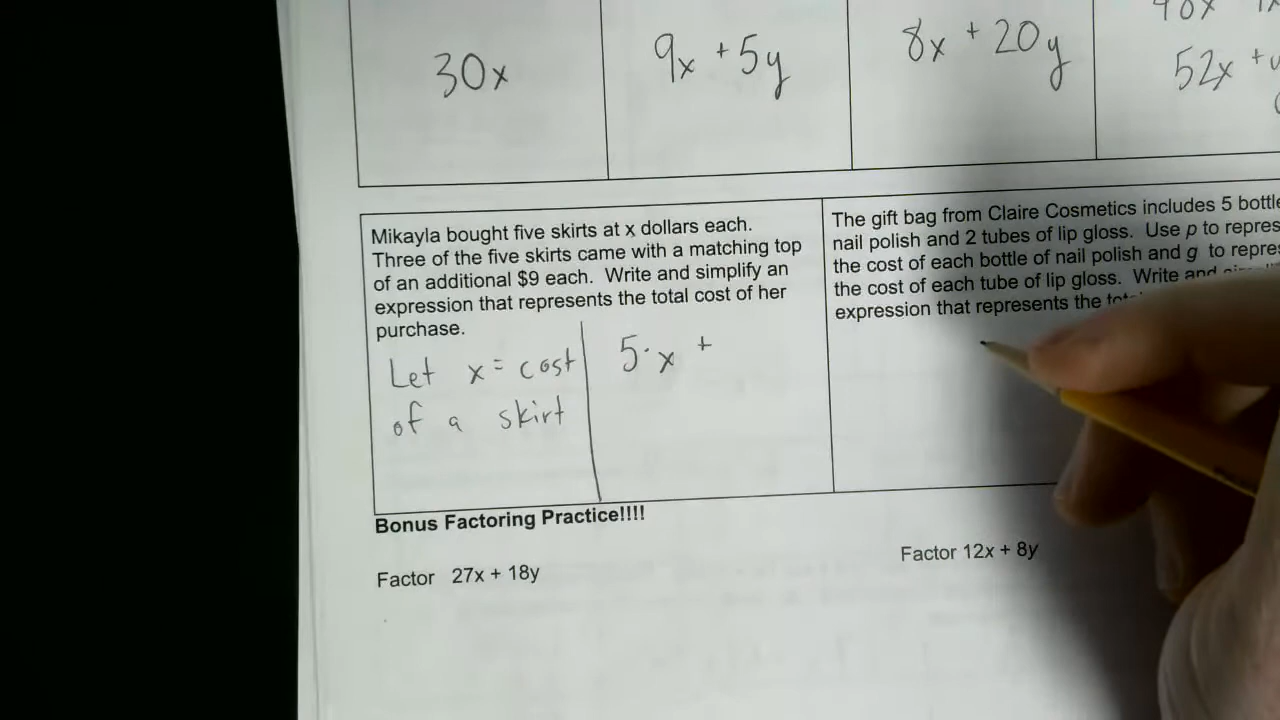 30x
9x + 5y
8x + 20y
52x +
Mikayla bought five skirts at x dollars each.
Three of the five skirts came with a matching top
of an additional $9 each. Write and simplify an
expression that represents the total cost of her
purchase.
Let x = cost
of a skirt
5·x +
The gift bag from Claire Cosmetics includes 5 bottle
nail polish and 2 tubes of lip gloss. Use p to repres
the cost of each bottle of nail polish and g to repre
the cost of each tube of lip gloss. Write and
expression that represents the
Bonus Factoring Practice!!!!
Factor 27x + 18y
Factor 12x + 8y